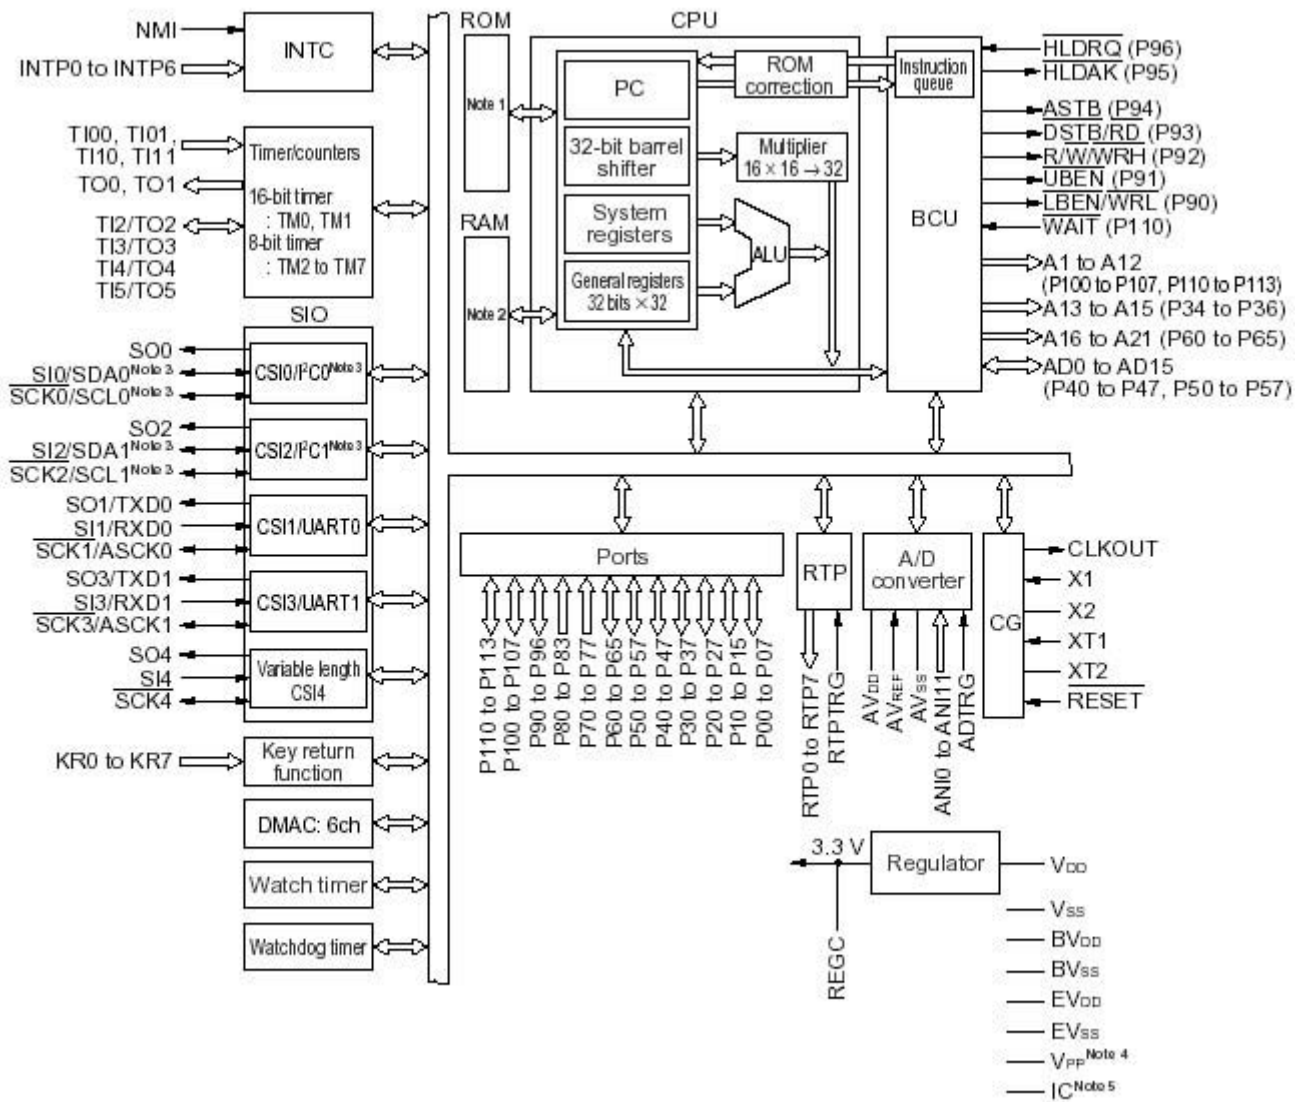 NMI
INTP0 to INTP6
INTC
TI00, TI01,
TI10, TI11
TO0, TO1
TI2/TO2
TI3/TO3
TI4/TO4
TI5/TO5
Timer/counters
16-bit timer
: TM0, TM1
8-bit timer
: TM2 to TM7
SIO
SO0
SI0/SDA0Note 3
SCK0/SCL0Note 3
CSI0/I2C0Note 3
SO2
SI2/SDA1Note 3
SCK2/SCL1Note 3
CSI2/I2C1Note 3
SO1/TXD0
SI1/RXD0
SCK1/ASCK0
CSI1/UART0
SO3/TXD1
SI3/RXD1
SCK3/ASCK1
CSI3/UART1
SO4
SI4
SCK4
Variable length
CSI4
KR0 to KR7
Key return
function
DMAC: 6ch
Watch timer
Watchdog timer
ROM
Note 1
RAM
Note 2
CPU
PC
32-bit barrel
shifter
System
registers
General registers
32 bits × 32
ROM
correction
Multiplier
16 × 16 → 32
ALU
Instruction
queue
BCU
HLDRQ (P96)
HLDAK (P95)
ASTB (P94)
DSTB/RD (P93)
R/W/WRH (P92)
UBEN (P91)
LBEN/WRL (P90)
WAIT (P110)
A1 to A12
(P100 to P107, P110 to P113)
A13 to A15 (P34 to P36)
A16 to A21 (P60 to P65)
AD0 to AD15
(P40 to P47, P50 to P57)
Ports
P110 to P113
P100 to P107
P90 to P96
P80 to P83
P70 to P77
P60 to P65
P50 to P57
P40 to P47
P30 to P37
P20 to P27
P10 to P15
P00 to P07
RTP
RTP0 to RTP7
RTPTRG
A/D
converter
AVDD
AVREF
AVSS
ANI0 to ANI11
ADTRG
CG
CLKOUT
X1
X2
XT1
XT2
RESET
3.3 V
Regulator
REGC
VDD
VSS
BVDD
BVSS
EVDD
EVSS
VPPNote 4
ICNote 5